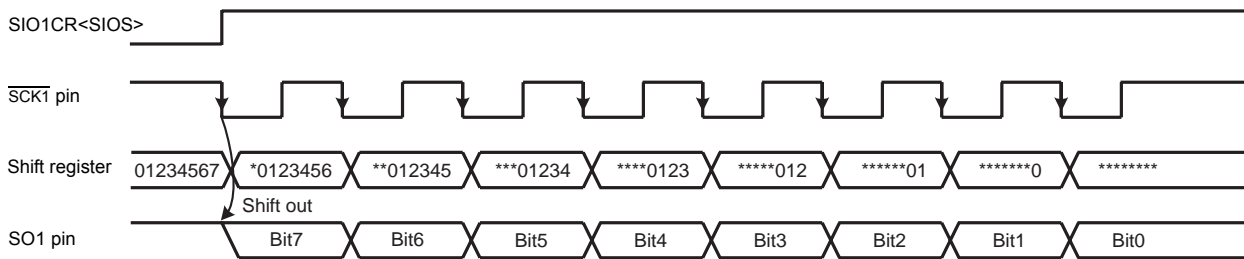 SIO1CR<SIOS>
SCK1 pin
Shift register 01234567 *0123456 **012345 ***01234 ****0123 *****012 ******01 *******0 ********
Shift out
SO1 pin Bit7 Bit6 Bit5 Bit4 Bit3 Bit2 Bit1 Bit0